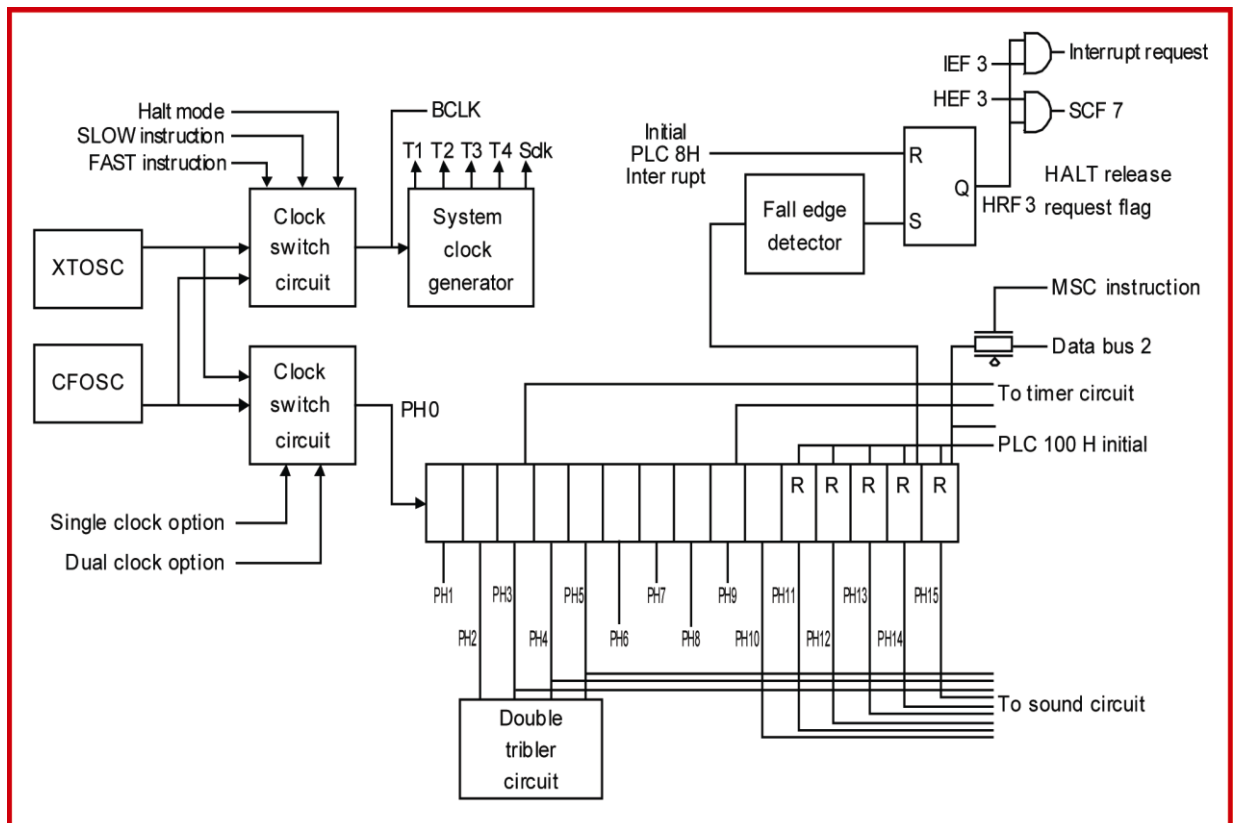 Halt mode
SLOW instruction
FAST instruction
BCLK
T1 T2 T3 T4 Sdk
XTOSC
CFOSC
Clock
switch
circuit
System
clock
generator
Clock
switch
circuit
PH0
Single clock option
Dual clock option
Initial
PLC 8H
Inter rupt
Fall edge
detector
R
S
Q
IEF 3
HEF 3
Interrupt request
SCF 7
HRF 3
HALT release
request flag
MSC instruction
Data bus 2
To timer circuit
PLC 100 H initial
R R R R R
PH1
PH2
PH3
PH4
PH5
PH6
PH7
PH8
PH9
PH10
PH11
PH12
PH13
PH14
PH15
Double
tribler
circuit
To sound circuit